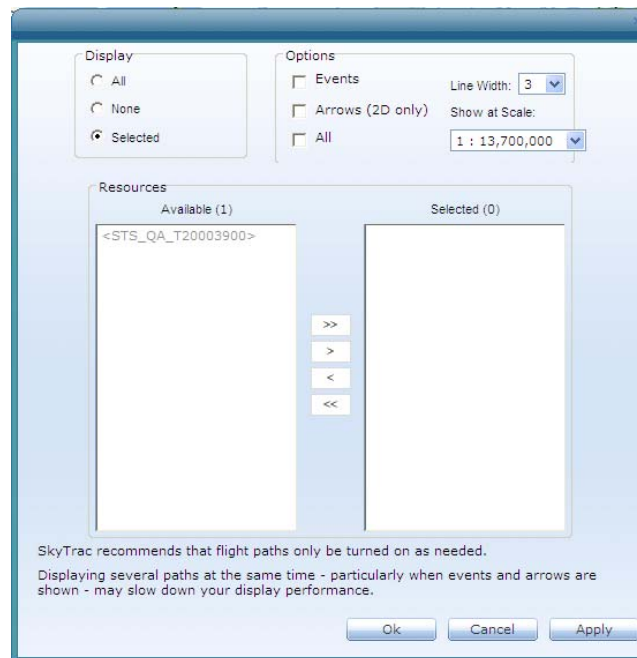 Display
All
None
Selected
Options
Events
Arrows (2D only)
All
Line Width: 3
Show at Scale:
1 : 13,700,000
Resources
Available (1)
<STS_QA_T20003900>
Selected (0)
>>
>
<
<<
SkyTrac recommends that flight paths only be turned on as needed.
Displaying several paths at the same time - particularly when events and arrows are
shown - may slow down your display performance.
Ok Cancel Apply